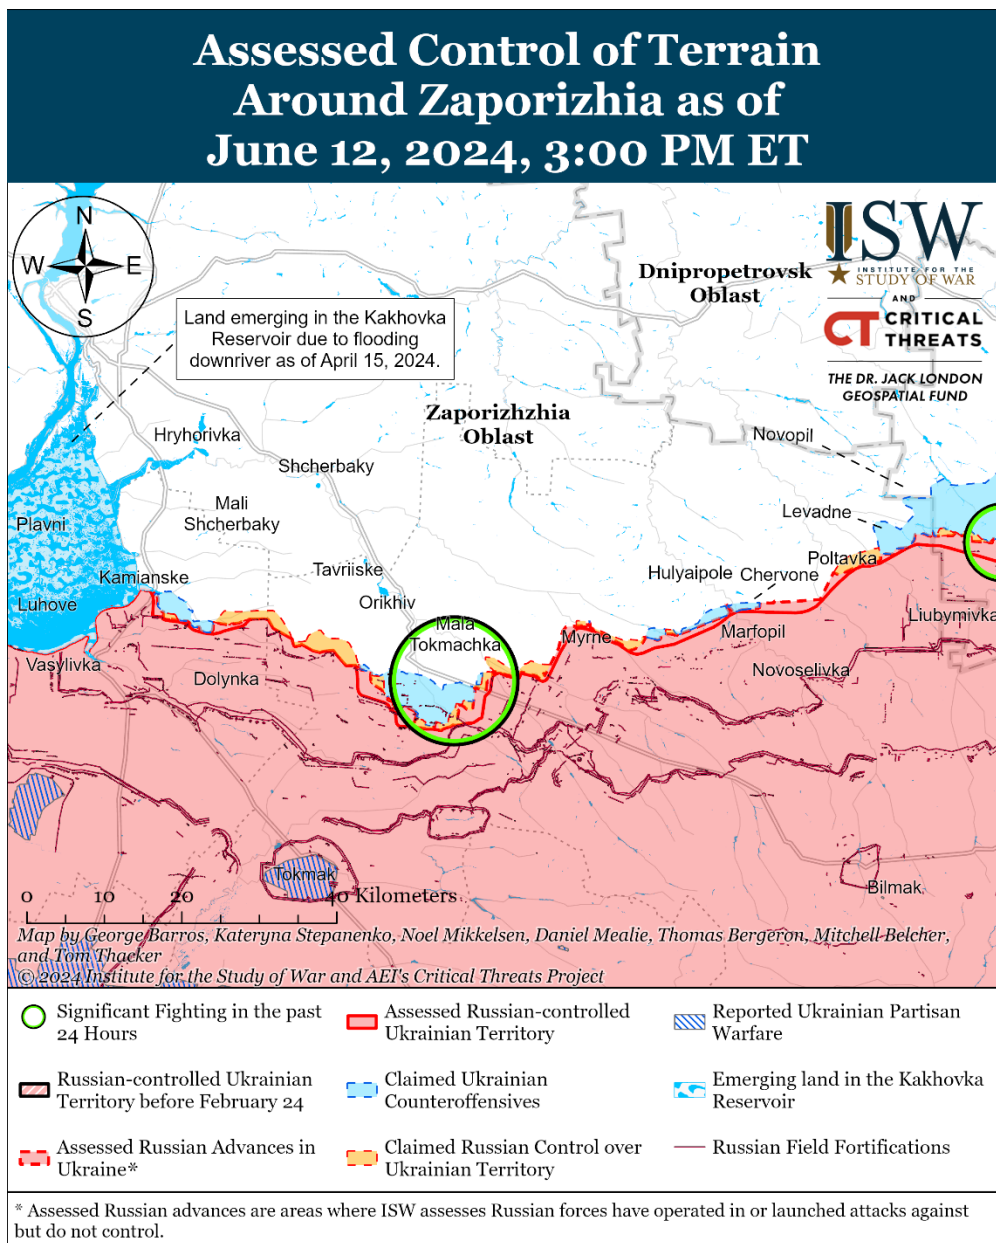 Assessed Control of Terrain
Around Zaporizhia as of
June 12, 2024, 3:00 PM ET
N
W
E
S
ISW
INSTITUTE FOR THE
STUDY OF WAR
AND
CT CRITICAL
THREATS
THE DR. JACK LONDON
GEOSPATIAL FUND
Dnipropetrovsk
Oblast
Land emerging in the Kakhovka
Reservoir due to flooding
downriver as of April 15, 2024.
Zaporizhzhia
Oblast
Hryhorivka
Novopil
Shcherbaky
Mali
Shcherbaky
Levadne
Plavni
Poltavka
Tavriiske
Hulyaipole
Chervone
Kamianske
Orikhiv
Luhove
Liubymivka
Mala
Tokmachka
Myrne
Marfopil
Vasylivka
Novoselivka
Dolynka
Tokmak
Bilmak
0 20 40 Kilometers
Map by George Barros, Kateryna Stepanenko, Noel Mikkelsen, Daniel Mealie, Thomas Bergeron, Mitchell Belcher,
and Tom Thacker
© 2024 Institute for the Study of War and AEI's Critical Threats Project
Significant Fighting in the past
24 Hours
Assessed Russian-controlled
Ukrainian Territory
Reported Ukrainian Partisan
Warfare
Russian-controlled Ukrainian
Territory before February 24
Claimed Ukrainian
Counteroffensives
Emerging land in the Kakhovka
Reservoir
Assessed Russian Advances in
Ukraine*
Claimed Russian Control over
Ukrainian Territory
Russian Field Fortifications
* Assessed Russian advances are areas where ISW assesses Russian forces have operated in or launched attacks against
but do not control.